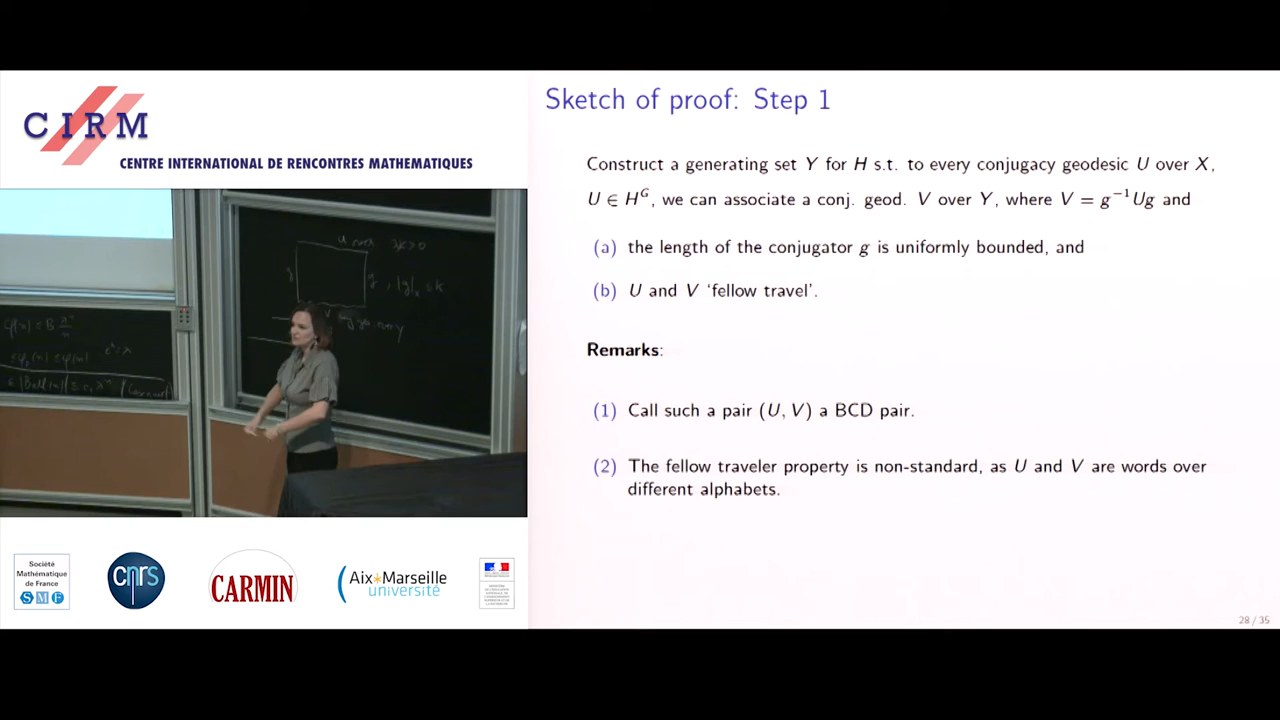 CIRM
CENTRE INTERNATIONAL DE RENCONTRES MATHEMATIQUES
Société
Mathématique
de France
SMF
cnrs
CARMIN
Aix*Marseille
université
Sketch of proof: Step 1
Construct a generating set Y for H s.t. to every conjugacy geodesic U over X,
U ∈ H^G, we can associate a conj. geod. V over Y, where V = g⁻¹Ug and
(a) the length of the conjugator g is uniformly bounded, and
(b) U and V 'fellow travel'.
Remarks:
(1) Call such a pair (U, V) a BCD pair.
(2) The fellow traveler property is non-standard, as U and V are words over
different alphabets.
28 / 35